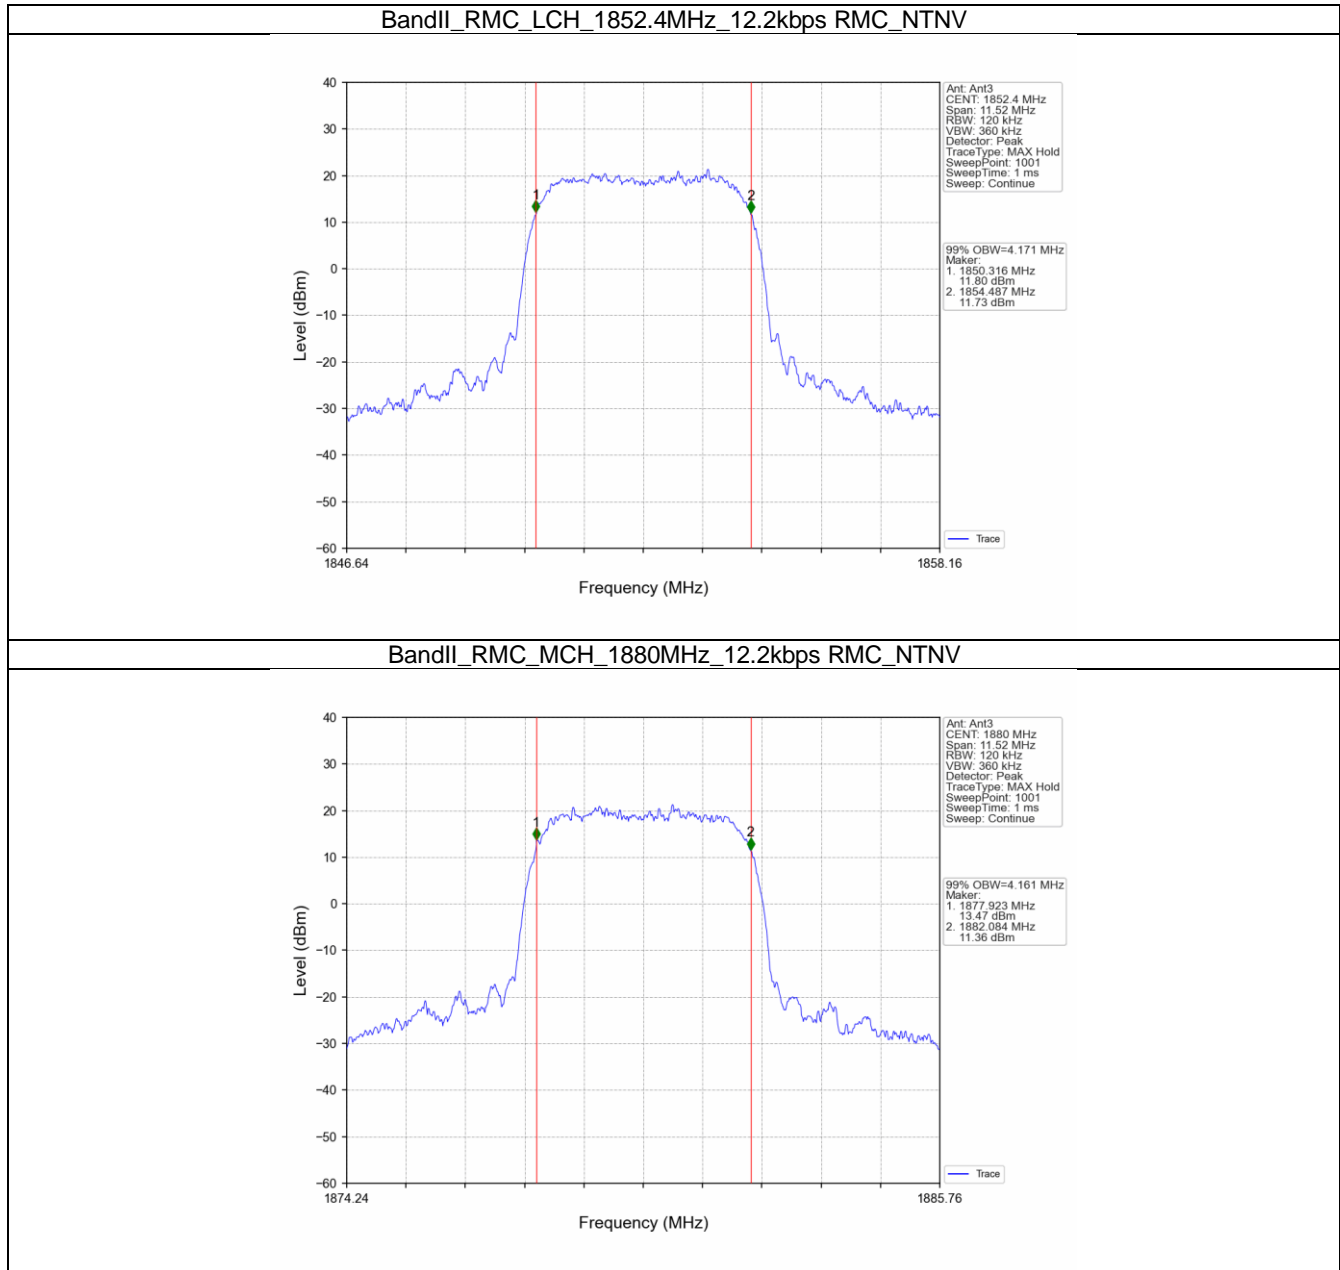 BandII_RMC_LCH_1852.4MHz_12.2kbps RMC_NTNV
40
30
20
10
0
−10
−20
−30
−40
−50
−60
Level (dBm)
1
2
1846.64
1858.16
Frequency (MHz)
Ant: Ant3
CENT: 1852.4 MHz
Span: 11.52 MHz
RBW: 120 kHz
VBW: 360 kHz
Detector: Peak
TraceType: MAX Hold
SweepPoint: 1001
SweepTime: 1 ms
Sweep: Continue
99% OBW=4.171 MHz
Maker:
1. 1850.316 MHz
11.80 dBm
2. 1854.487 MHz
11.73 dBm
Trace
BandII_RMC_MCH_1880MHz_12.2kbps RMC_NTNV
40
30
20
10
0
−10
−20
−30
−40
−50
−60
Level (dBm)
1
2
1874.24
1885.76
Frequency (MHz)
Ant: Ant3
CENT: 1880 MHz
Span: 11.52 MHz
RBW: 120 kHz
VBW: 360 kHz
Detector: Peak
TraceType: MAX Hold
SweepPoint: 1001
SweepTime: 1 ms
Sweep: Continue
99% OBW=4.161 MHz
Maker:
1. 1877.923 MHz
13.47 dBm
2. 1882.084 MHz
11.36 dBm
Trace